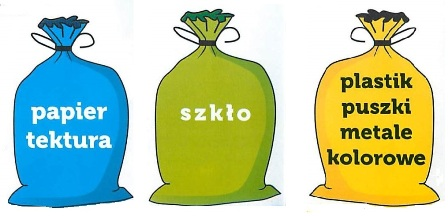 papier
tektura
szkło
plastik
puszki
metale
kolorowe